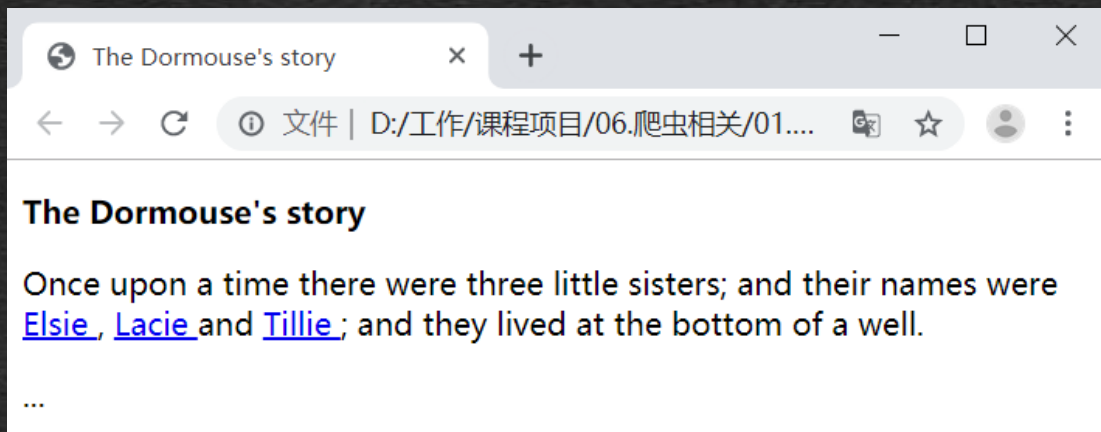 The Dormouse's story
文件 | D:/工作/课程项目/06.爬虫相关/01....
The Dormouse's story
Once upon a time there were three little sisters; and their names were
Elsie , Lacie and Tillie ; and they lived at the bottom of a well.
...